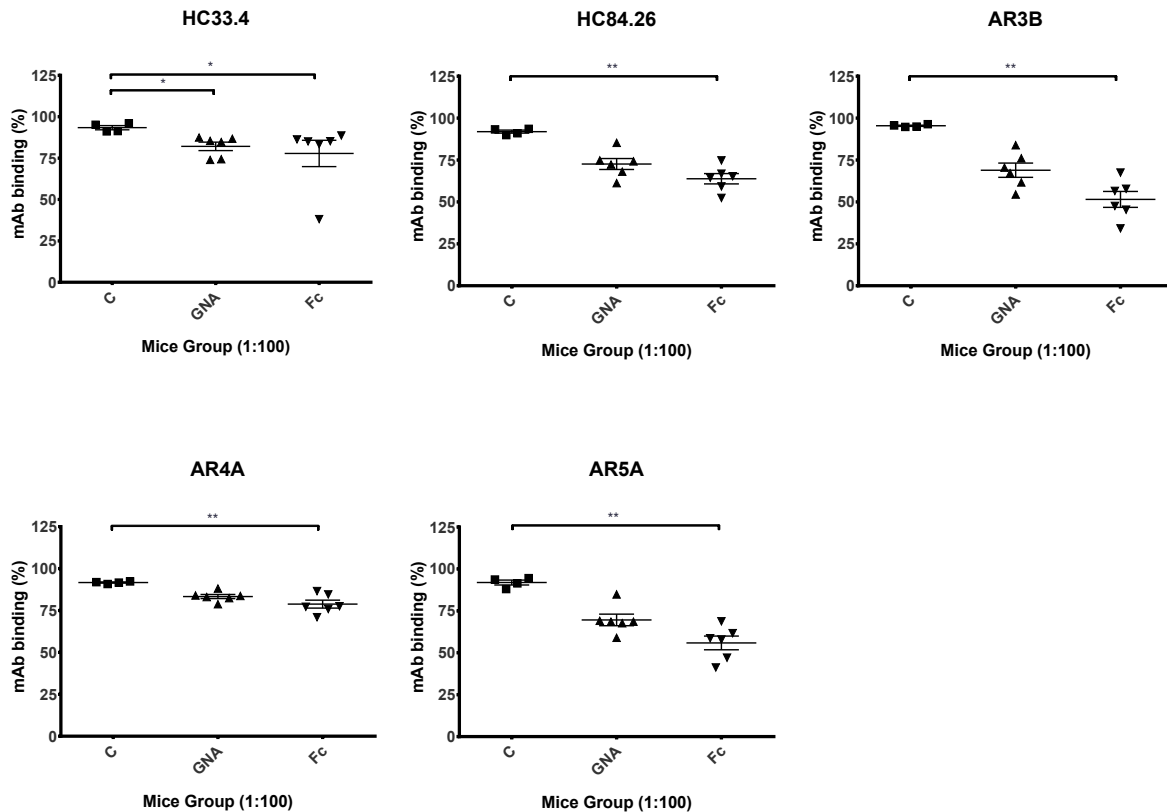 HC33.4
HC84.26
AR3B
*
*
**
**
mAb binding (%)
125
100
75
50
25
0
C
GNA
Fc
Mice Group (1:100)
mAb binding (%)
125
100
75
50
25
0
C
GNA
Fc
Mice Group (1:100)
mAb binding (%)
125
100
75
50
25
0
C
GNA
Fc
Mice Group (1:100)
AR4A
AR5A
**
**
mAb binding (%)
125
100
75
50
25
0
C
GNA
Fc
Mice Group (1:100)
mAb binding (%)
125
100
75
50
25
0
C
GNA
Fc
Mice Group (1:100)